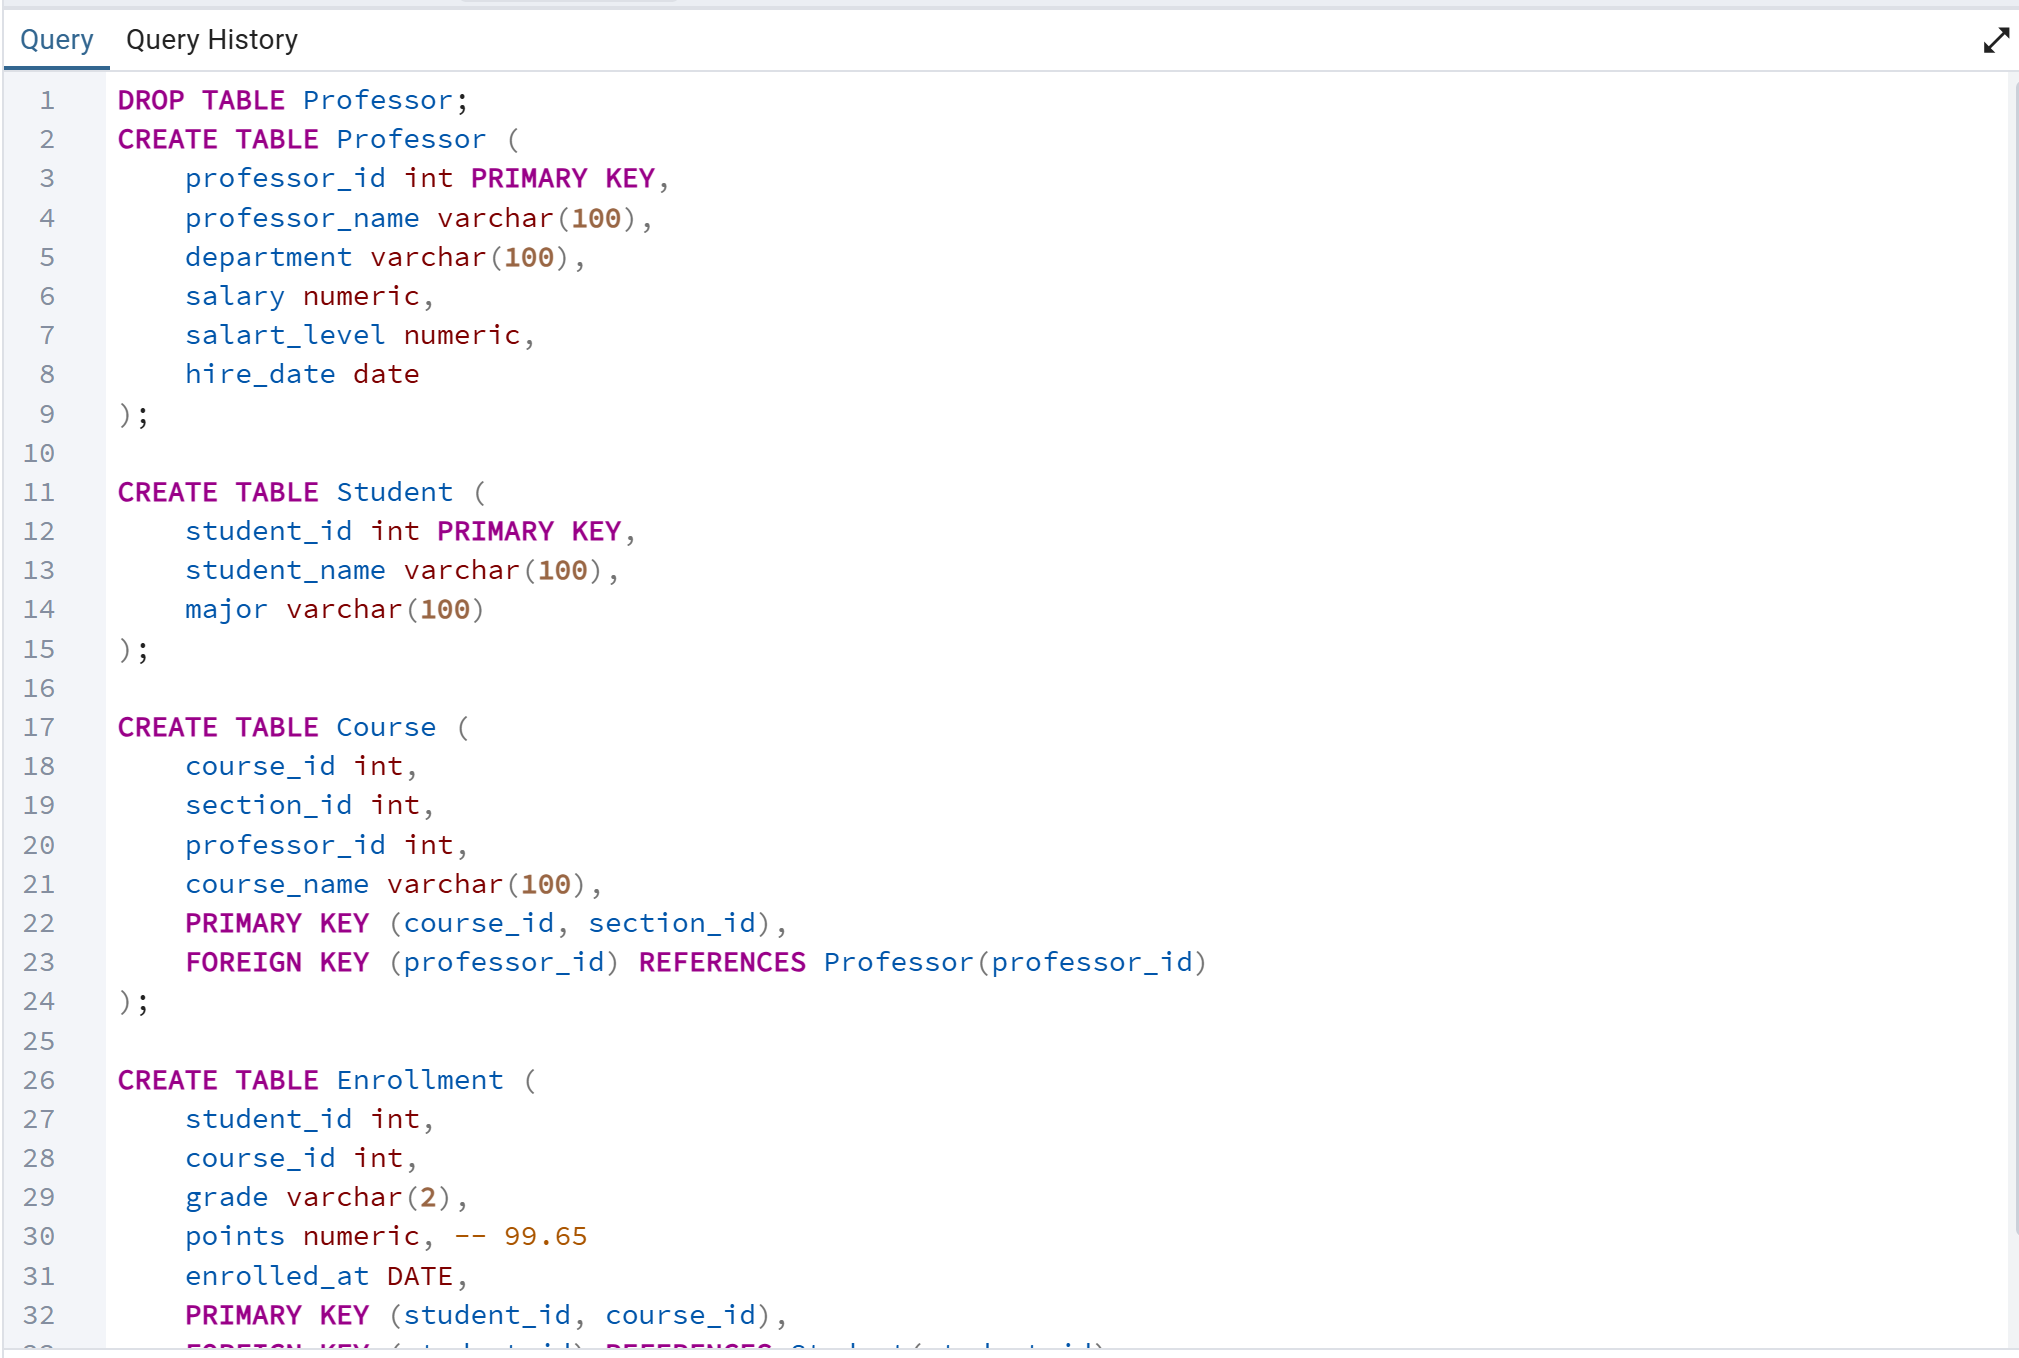 Query Query History
1 DROP TABLE Professor;
2 CREATE TABLE Professor (
3 professor_id int PRIMARY KEY,
4 professor_name varchar(100),
5 department varchar(100),
6 salary numeric,
7 salart_level numeric,
8 hire_date date
9 );
10
11 CREATE TABLE Student (
12 student_id int PRIMARY KEY,
13 student_name varchar(100),
14 major varchar(100)
15 );
16
17 CREATE TABLE Course (
18 course_id int,
19 section_id int,
20 professor_id int,
21 course_name varchar(100),
22 PRIMARY KEY (course_id, section_id),
23 FOREIGN KEY (professor_id) REFERENCES Professor(professor_id)
24 );
25
26 CREATE TABLE Enrollment (
27 student_id int,
28 course_id int,
29 grade varchar(2),
30 points numeric, -- 99.65
31 enrolled_at DATE,
32 PRIMARY KEY (student_id, course_id),